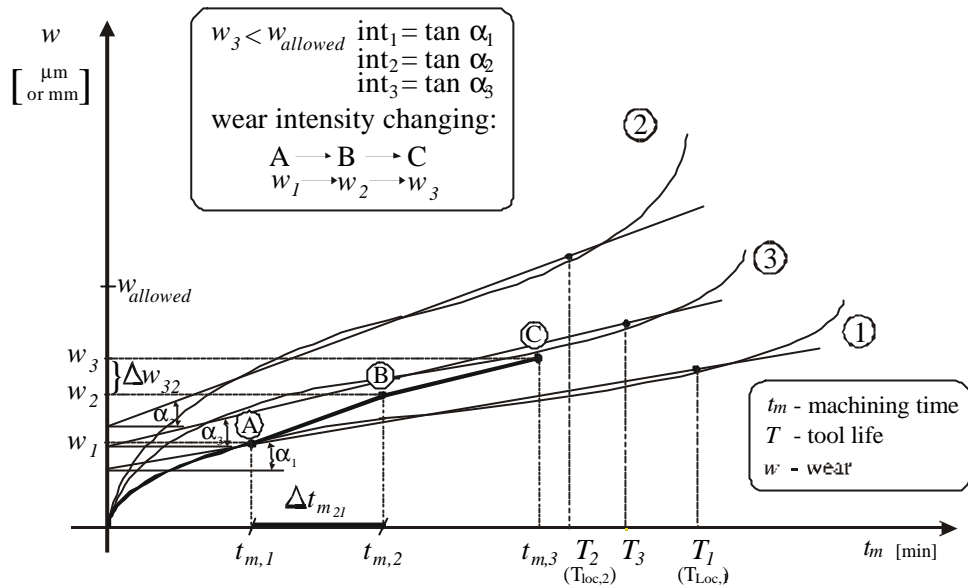 w
[ μm
or mm ]
w3 < wallowed int1 = tan α1
int2 = tan α2
int3 = tan α3
wear intensity changing:
A → B → C
w1 → w2 → w3
2
3
1
wallowed
w3
} Δw32
w2
w1
α2
α3
α1
A
B
C
Δtm21
tm - machining time
T - tool life
w - wear
tm,1 tm,2 tm,3 T2 T3 T1 tm [min]
(Tloc,2) (TLoc,1)